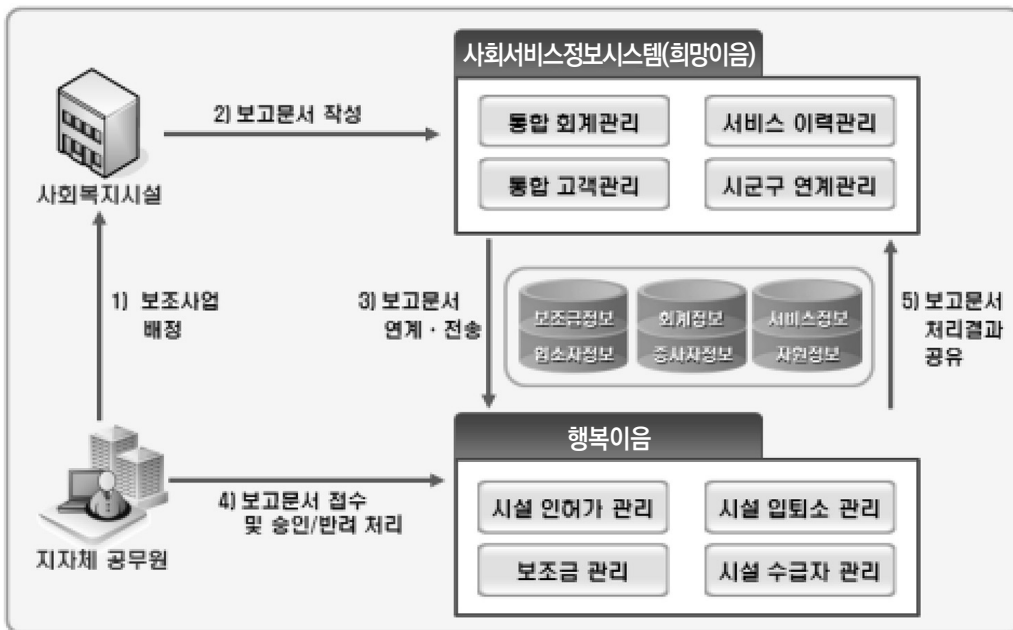 사회서비스정보시스템(희망이음)
통합 회계관리
서비스 이력관리
통합 고객관리
시군구 연계관리
2) 보고문서 작성
사회복지시설
1) 보조사업
배정
3) 보고문서
연계 · 전송
보조금정보
회계정보
서비스정보
입소자정보
종사자정보
자원정보
5) 보고문서
처리결과
공유
행복이음
시설 인허가 관리
시설 입퇴소 관리
보조금 관리
시설 수급자 관리
4) 보고문서 접수
및 승인/반려 처리
지자체 공무원